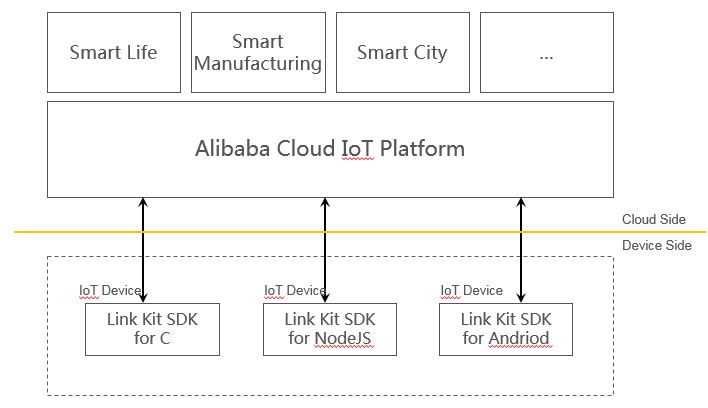 Smart Life
Smart
Manufacturing
Smart City
...
Alibaba Cloud IoT Platform
Cloud Side
Device Side
IoT Device
IoT Device
IoT Device
Link Kit SDK
for C
Link Kit SDK
for NodeJS
Link Kit SDK
for Andriod